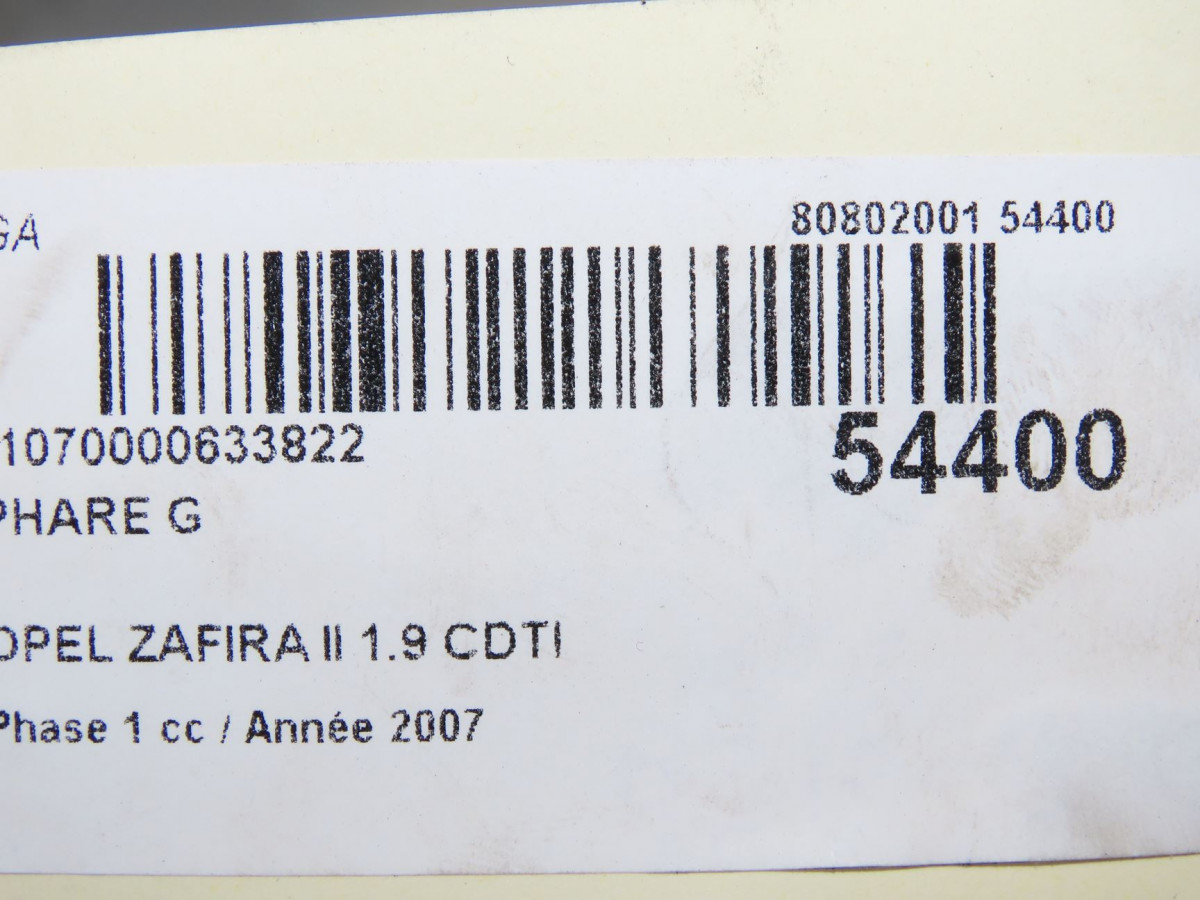 GA
80802001 54400
1070000633822
54400
PHARE G
OPEL ZAFIRA II 1.9 CDTI
Phase 1 cc / Année 2007